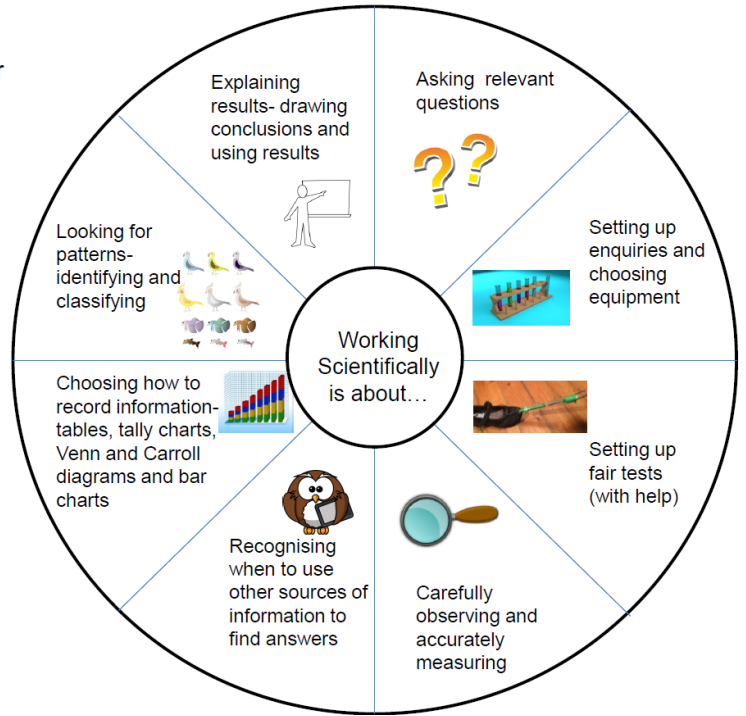 r
Explaining
results- drawing
conclusions and
using results
Asking  relevant
questions
??
Setting up
enquiries and
choosing
equipment
Setting up
fair tests
(with help)
Carefully
observing and
accurately
measuring
Recognising
when to use
other sources of
information to
find answers
Choosing how to
record information-
tables, tally charts,
Venn and Carroll
diagrams and bar
charts
Looking for
patterns-
identifying and
classifying
Working
Scientifically
is about…